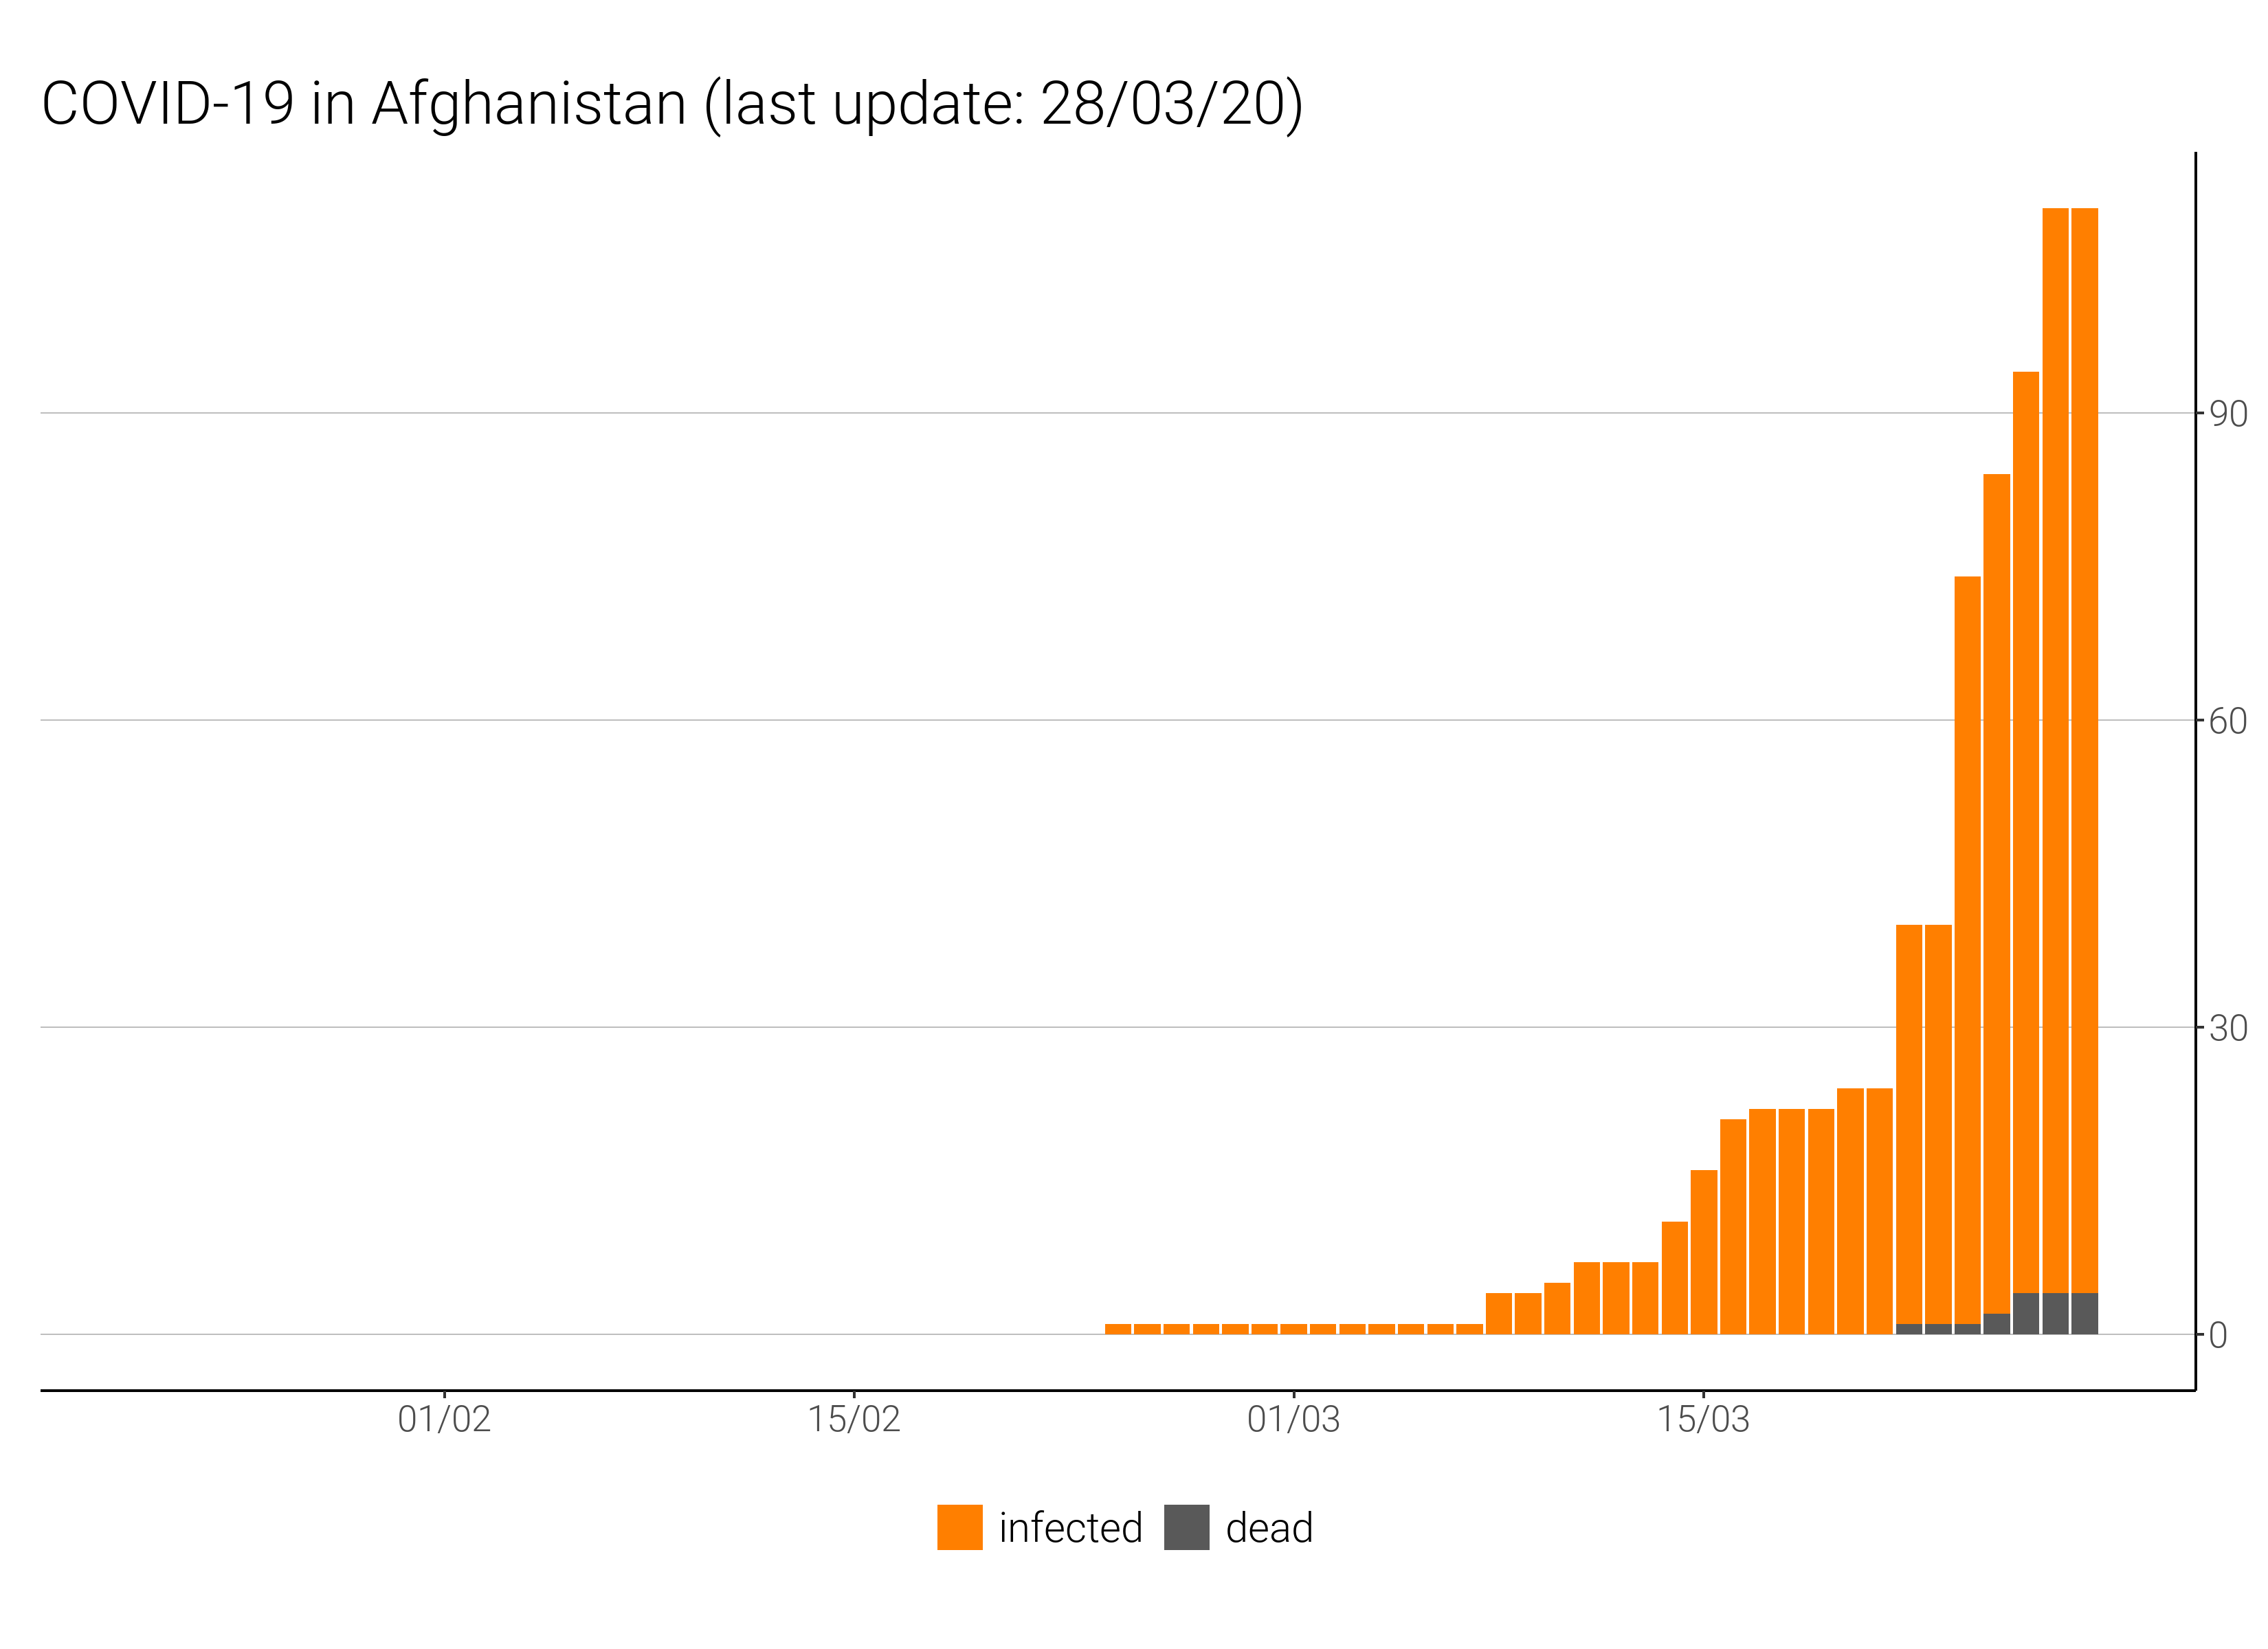 COVID-19 in Afghanistan (last update: 28/03/20)
90
60
30
0
01/02 15/02 01/03 15/03
infected dead